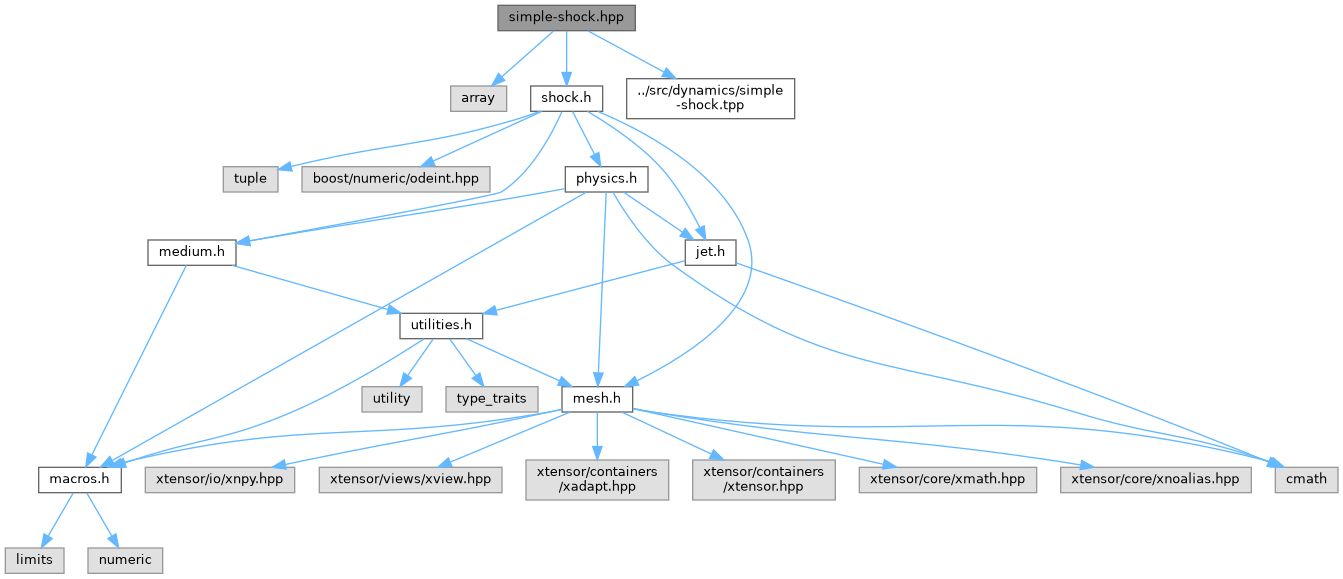 simple-shock.hpp
array
shock.h
../src/dynamics/simple
-shock.tpp
tuple
boost/numeric/odeint.hpp
physics.h
medium.h
jet.h
utilities.h
utility
type_traits
mesh.h
macros.h
xtensor/io/xnpy.hpp
xtensor/views/xview.hpp
xtensor/containers
/xadapt.hpp
xtensor/containers
/xtensor.hpp
xtensor/core/xmath.hpp
xtensor/core/xnoalias.hpp
cmath
limits
numeric